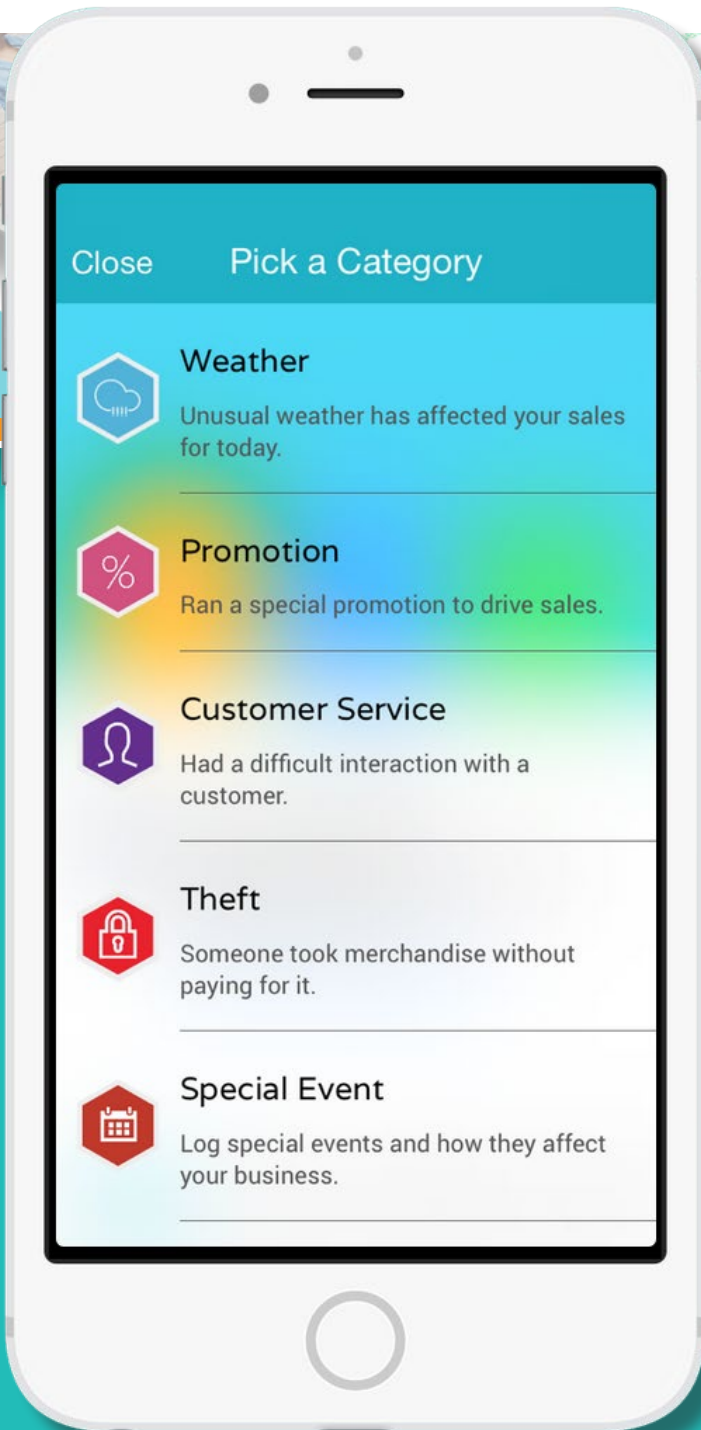 Close Pick a Category
Weather
Unusual weather has affected your sales
for today.
%
Promotion
Ran a special promotion to drive sales.
Customer Service
Had a difficult interaction with a
customer.
Theft
Someone took merchandise without
paying for it.
Special Event
Log special events and how they affect
your business.